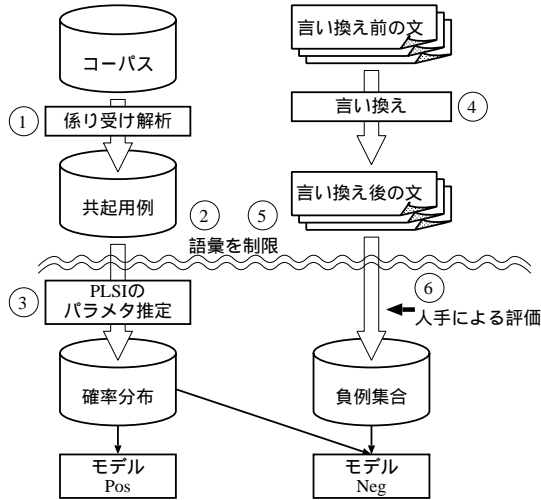 コーパス
① 係り受け解析
共起用例
②
語彙を制限
③ PLSIの
パラメタ推定
確率分布
モデル
Pos
言い換え前の文
言い換え ④
言い換え後の文
⑤
⑥
人手による評価
負例集合
モデル
Neg